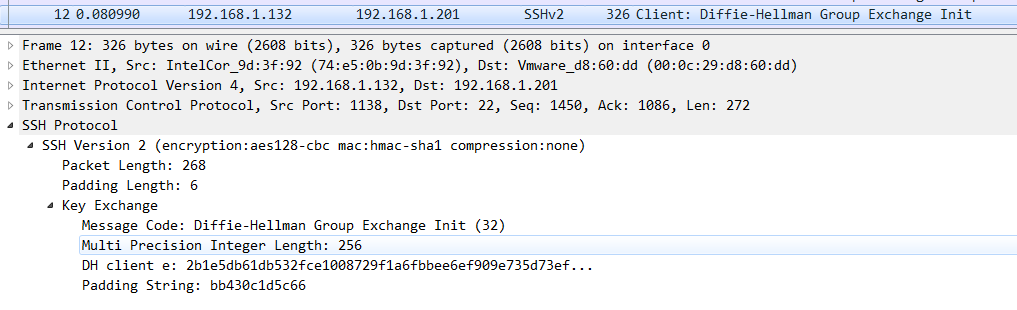 12 0.080990 192.168.1.132 192.168.1.201 SSHv2 326 Client: Diffie-Hellman Group Exchange Init
Frame 12: 326 bytes on wire (2608 bits), 326 bytes captured (2608 bits) on interface 0
Ethernet II, Src: IntelCor_9d:3f:92 (74:e5:0b:9d:3f:92), Dst: Vmware_d8:60:dd (00:0c:29:d8:60:dd)
Internet Protocol Version 4, Src: 192.168.1.132, Dst: 192.168.1.201
Transmission Control Protocol, Src Port: 1138, Dst Port: 22, Seq: 1450, Ack: 1086, Len: 272
SSH Protocol
SSH Version 2 (encryption:aes128-cbc mac:hmac-sha1 compression:none)
Packet Length: 268
Padding Length: 6
Key Exchange
Message Code: Diffie-Hellman Group Exchange Init (32)
Multi Precision Integer Length: 256
DH client e: 2b1e5db61db532fce1008729f1a6fbbee6ef909e735d73ef...
Padding String: bb430c1d5c66